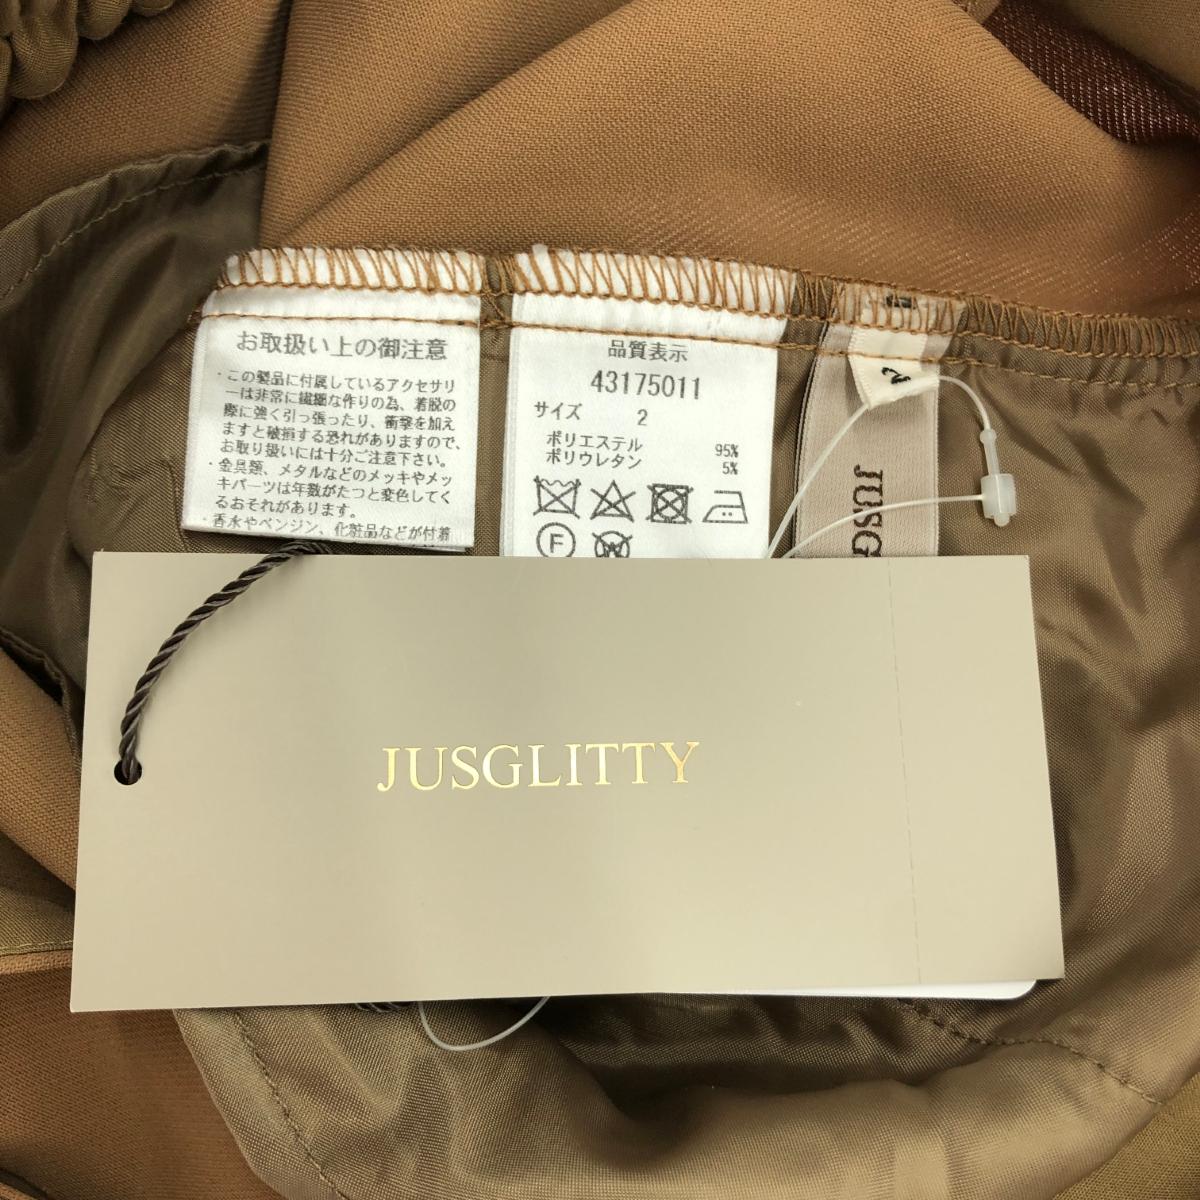 お取扱い上の御注意
・この製品に付属しているアクセサリ
ーは非常に繊細な作りの為、着脱の
際に強く引っ張ったり、衝撃を加え
ますと破損する恐れがありますので、
お取り扱いには十分ご注意下さい。
・金具類、メタルなどのメッキやメッ
キパーツは年数がたつと変色してく
るおそれがあります。
・香水やベンジン、化粧品などが付着
品質表示
43175011
サイズ 2
ポリエステル 95%
ポリウレタン 5%
F
W
2
JUSG
JUSGLITTY